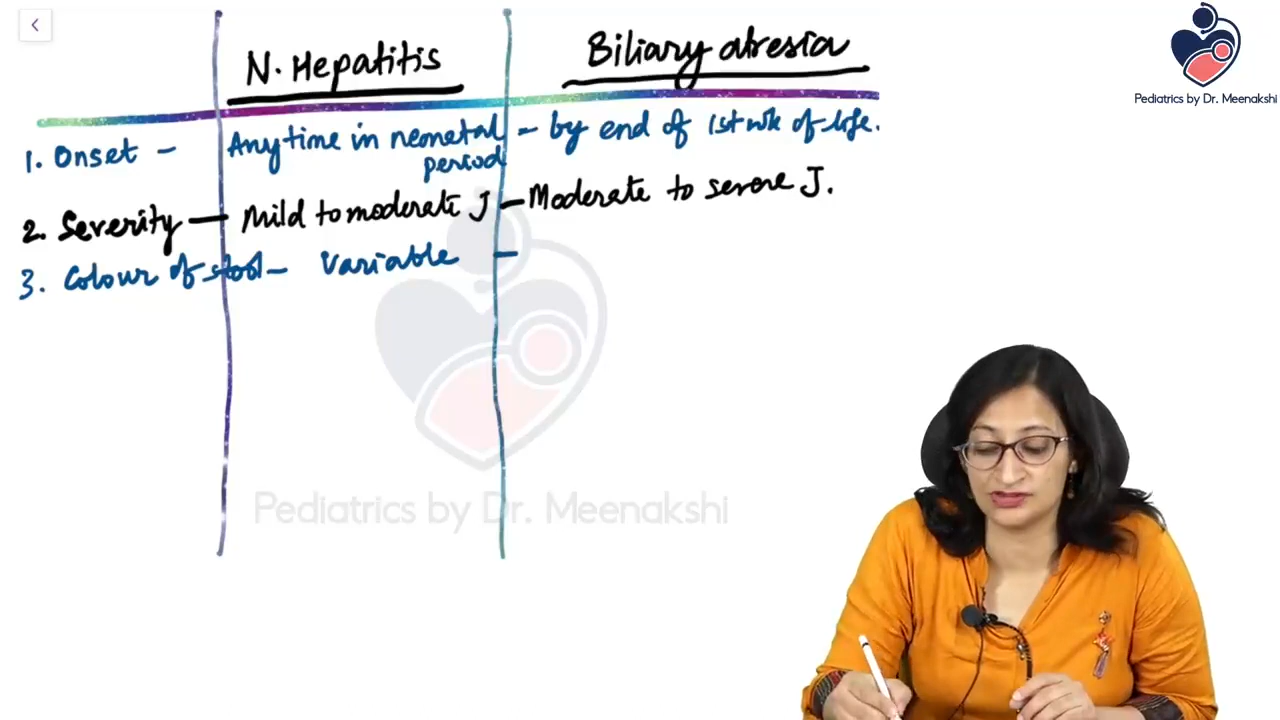 N. Hepatitis
Biliary atresia
1. Onset - Anytime in neonatal period - by end of 1st wk of life.
2. Severity - Mild to moderate J - Moderate to severe J.
3. Colour of stool - Variable -
Pediatrics by Dr. Meenakshi
Pediatrics by Dr. Meenakshi